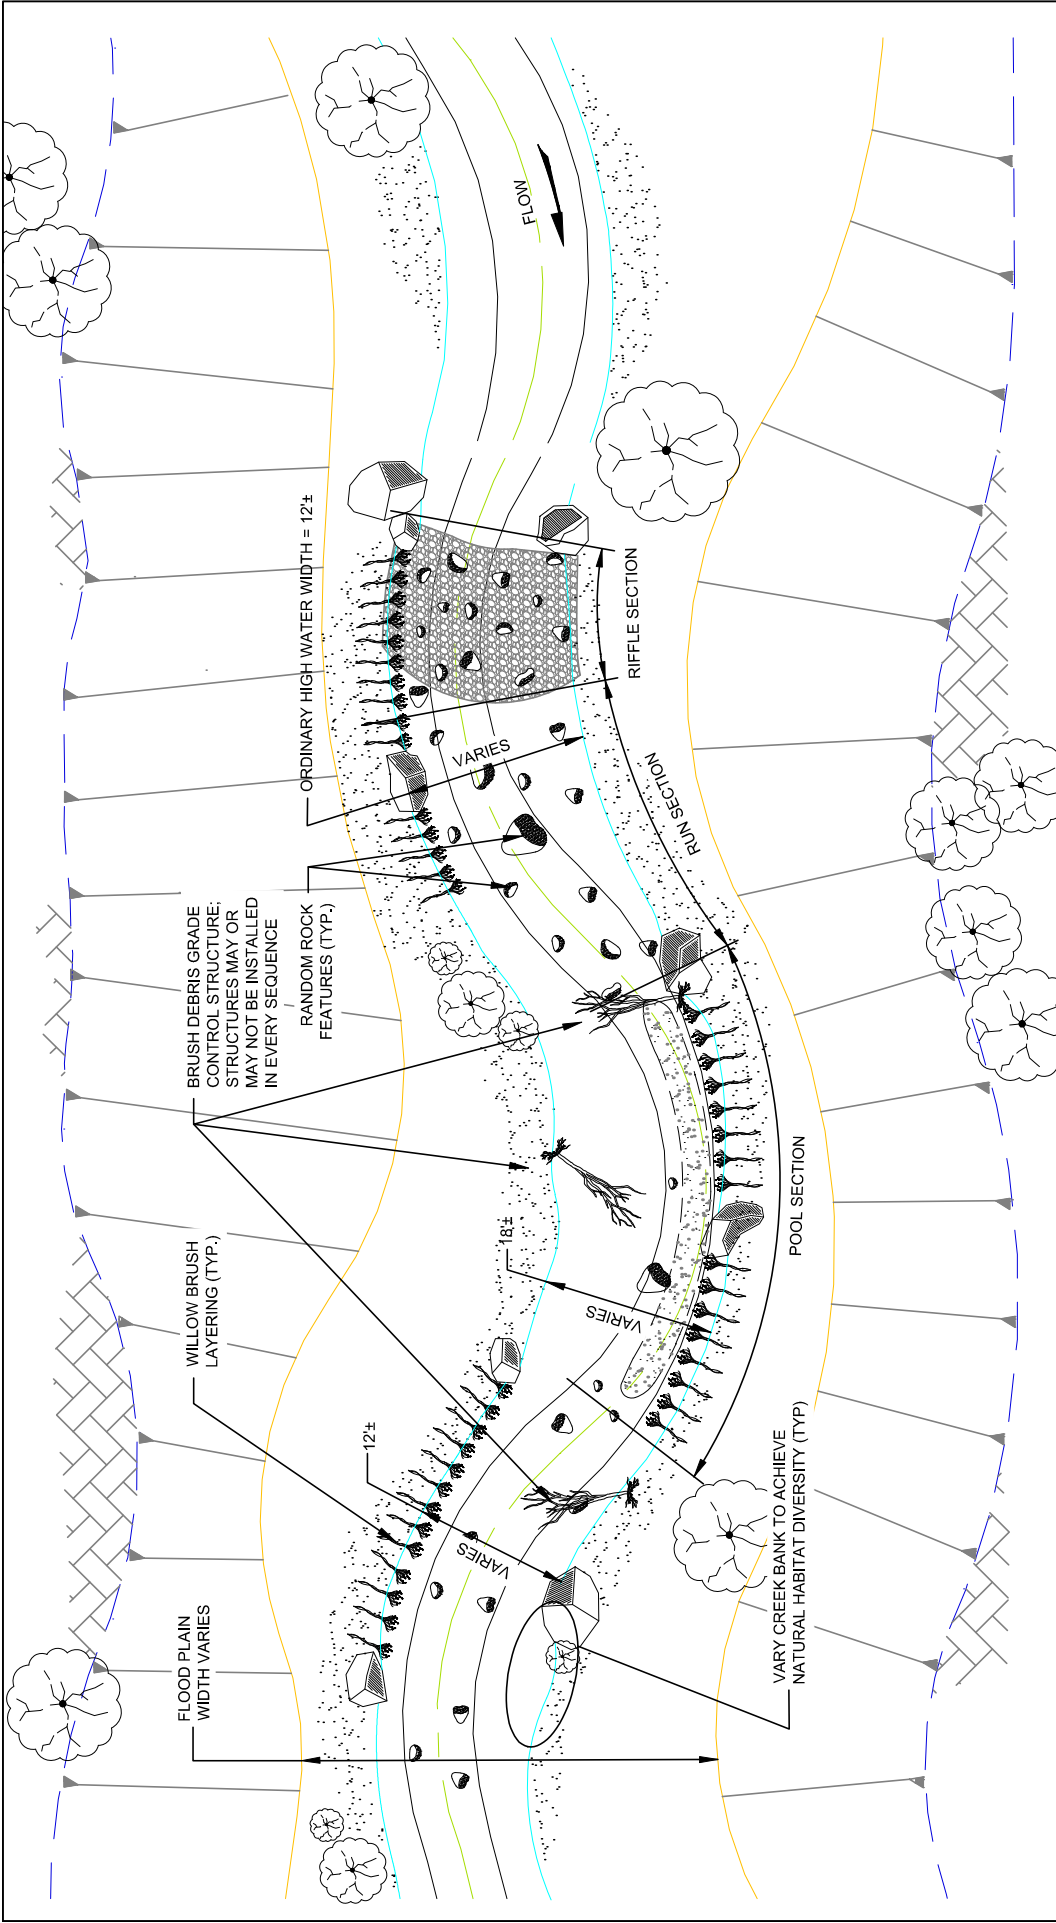 FLOOD PLAIN
WIDTH VARIES
WILLOW BRUSH
LAYERING (TYP.)
BRUSH DEBRIS GRADE
CONTROL STRUCTURE;
STRUCTURES MAY OR
MAY NOT BE INSTALLED
IN EVERY SEQUENCE
RANDOM ROCK
FEATURES (TYP.)
ORDINARY HIGH WATER WIDTH = 12'±
FLOW
12'±
VARIES
18'±
VARIES
VARIES
RIFFLE SECTION
RUN SECTION
POOL SECTION
VARY CREEK BANK TO ACHIEVE
NATURAL HABITAT DIVERSITY (TYP)